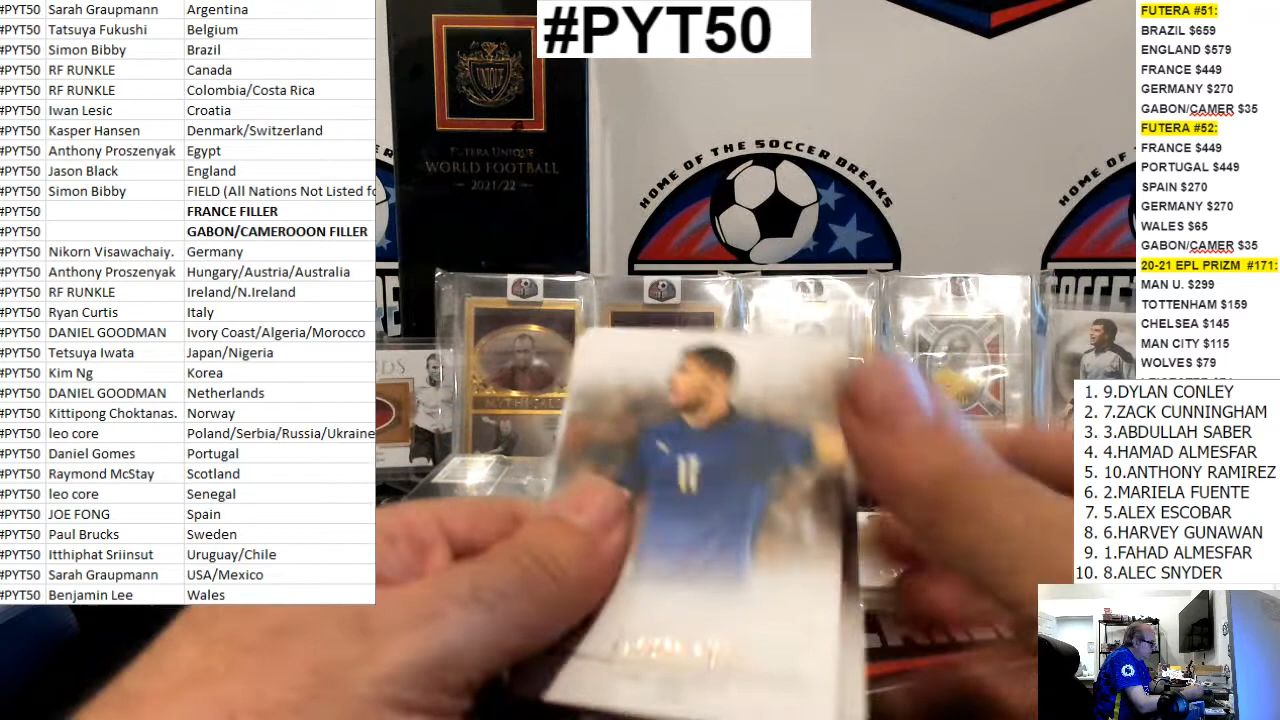 #PYT50
#PYT50 Sarah Graupmann Argentina
#PYT50 Tatsuya Fukushi Belgium
#PYT50 Simon Bibby Brazil
#PYT50 RF RUNKLE Canada
#PYT50 RF RUNKLE Colombia/Costa Rica
#PYT50 Iwan Lesic Croatia
#PYT50 Kasper Hansen Denmark/Switzerland
#PYT50 Anthony Proszenyak Egypt
#PYT50 Jason Black England
#PYT50 Simon Bibby FIELD (All Nations Not Listed fo
#PYT50 FRANCE FILLER
#PYT50 GABON/CAMEROOON FILLER
#PYT50 Nikorn Visawachaiy. Germany
#PYT50 Anthony Proszenyak Hungary/Austria/Australia
#PYT50 RF RUNKLE Ireland/N.Ireland
#PYT50 Ryan Curtis Italy
#PYT50 DANIEL GOODMAN Ivory Coast/Algeria/Morocco
#PYT50 Tetsuya Iwata Japan/Nigeria
#PYT50 Kim Ng Korea
#PYT50 DANIEL GOODMAN Netherlands
#PYT50 Kittipong Choktanas. Norway
#PYT50 leo core Poland/Serbia/Russia/Ukraine
#PYT50 Daniel Gomes Portugal
#PYT50 Raymond McStay Scotland
#PYT50 leo core Senegal
#PYT50 JOE FONG Spain
#PYT50 Paul Brucks Sweden
#PYT50 Itthiphat Sriinsut Uruguay/Chile
#PYT50 Sarah Graupmann USA/Mexico
#PYT50 Benjamin Lee Wales
UNIQUE
FUTERA UNIQUE
WORLD FOOTBALL
2021/22
HOME OF THE SOCCER BREAKS
HOME OF TH
11
FUTERA #51:
BRAZIL $659
ENGLAND $579
FRANCE $449
GERMANY $270
GABON/CAMER $35
FUTERA #52:
FRANCE $449
PORTUGAL $449
SPAIN $270
GERMANY $270
WALES $65
GABON/CAMER $35
20-21 EPL PRIZM #171:
MAN U. $299
TOTTENHAM $159
CHELSEA $145
MAN CITY $115
WOLVES $79
1. 9.DYLAN CONLEY
2. 7.ZACK CUNNINGHAM
3. 3.ABDULLAH SABER
4. 4.HAMAD ALMESFAR
5. 10.ANTHONY RAMIREZ
6. 2.MARIELA FUENTE
7. 5.ALEX ESCOBAR
8. 6.HARVEY GUNAWAN
9. 1.FAHAD ALMESFAR
10. 8.ALEC SNYDER